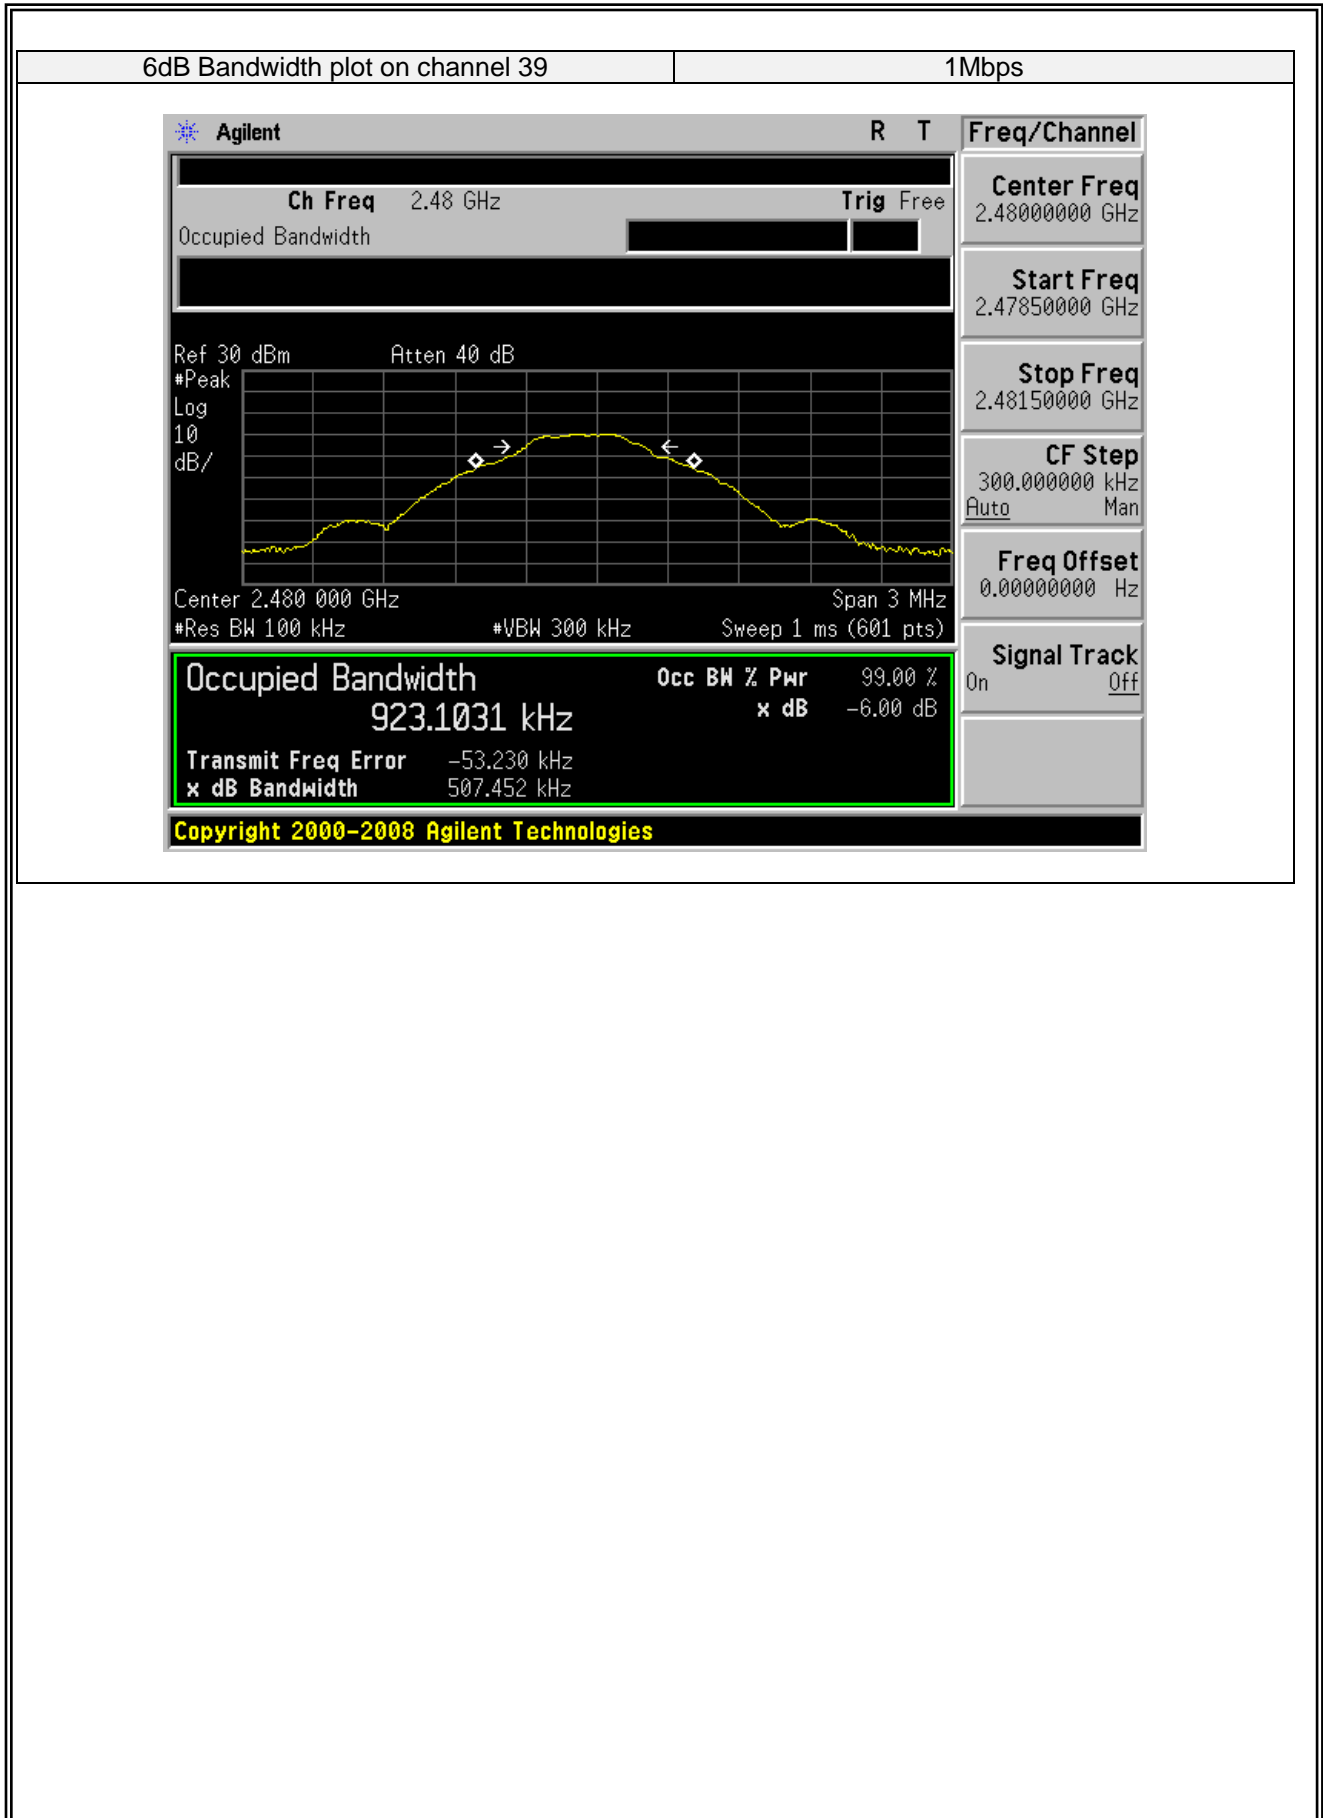 6dB Bandwidth plot on channel 39 1Mbps
Agilent R T Freq/Channel
Ch Freq 2.48 GHz Trig Free
Occupied Bandwidth
Center Freq
2.48000000 GHz
Start Freq
2.47850000 GHz
Stop Freq
2.48150000 GHz
CF Step
300.000000 kHz
Auto Man
Freq Offset
0.00000000 Hz
Signal Track
On Off
Ref 30 dBm Atten 40 dB
#Peak
Log
10
dB/
Center 2.480 000 GHz Span 3 MHz
#Res BW 100 kHz #VBW 300 kHz Sweep 1 ms (601 pts)
Occupied Bandwidth Occ BW % Pwr 99.00 %
923.1031 kHz x dB -6.00 dB
Transmit Freq Error -53.230 kHz
x dB Bandwidth 507.452 kHz
Copyright 2000-2008 Agilent Technologies